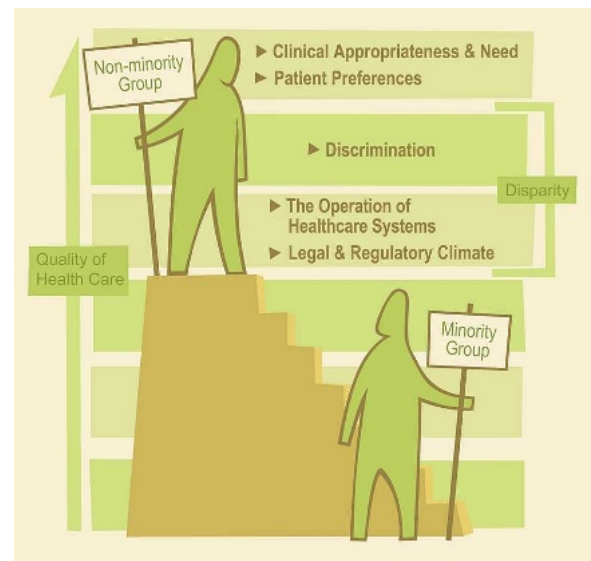 Non-minority
Group
► Clinical Appropriateness & Need
► Patient Preferences
► Discrimination
Disparity
► The Operation of
Healthcare Systems
► Legal & Regulatory Climate
Quality of
Health Care
Minority
Group